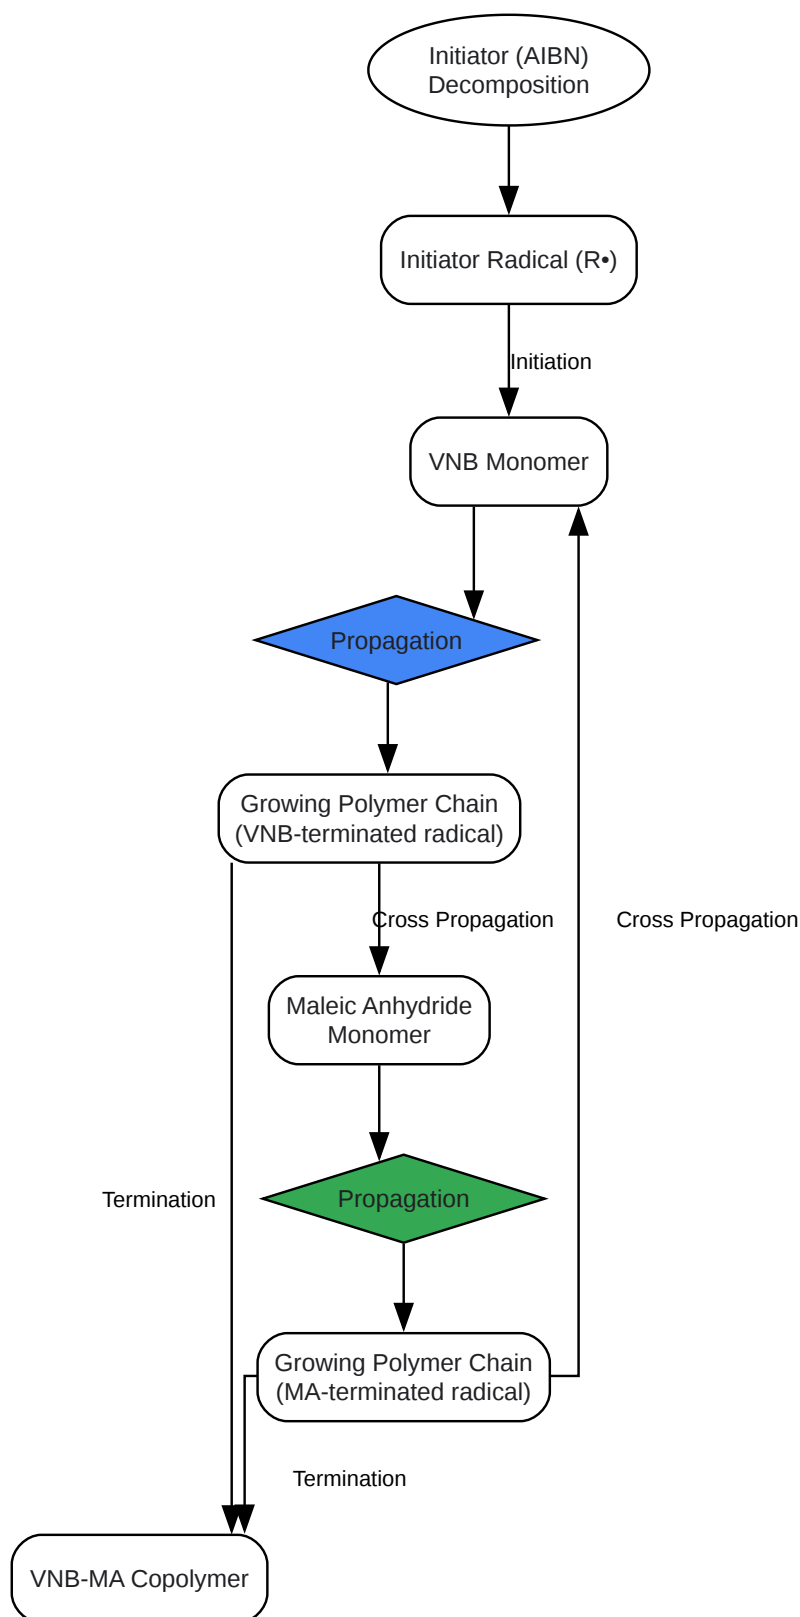 Initiator (AIBN)
Decomposition
Initiator Radical (R•)
Initiation
VNB Monomer
Propagation
Growing Polymer Chain
(VNB-terminated radical)
Cross Propagation
Cross Propagation
Maleic Anhydride
Monomer
Termination
Propagation
Growing Polymer Chain
(MA-terminated radical)
Termination
VNB-MA Copolymer